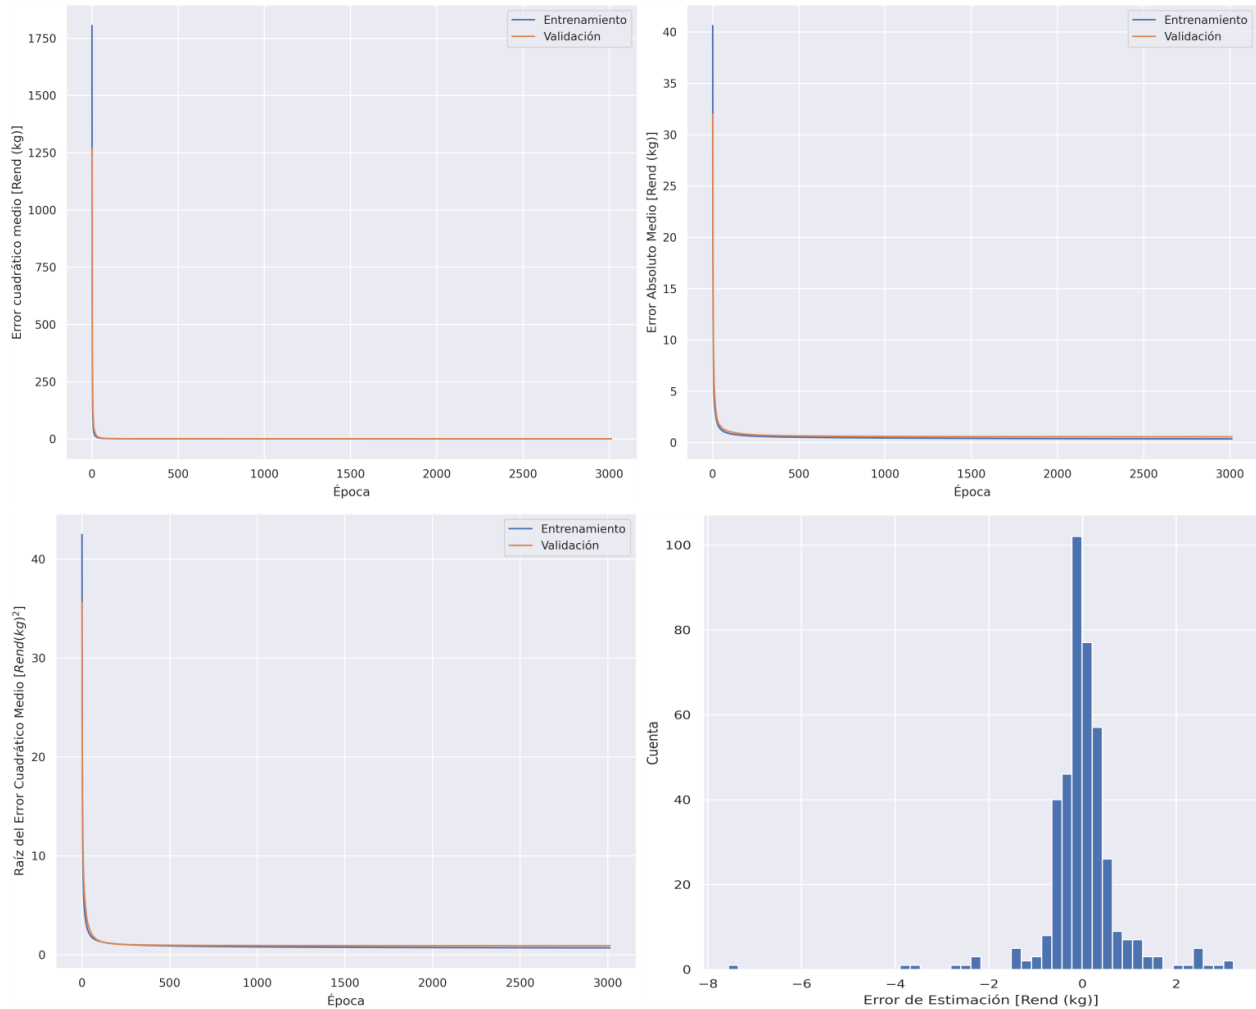 Error cuadrático medio [Rend (kg)]
1750
1500
1250
1000
750
500
250
0
Entrenamiento
Validación
0 500 1000 1500 2000 2500 3000
Época
Error Absoluto Medio [Rend (kg)]
40
35
30
25
20
15
10
5
0
Entrenamiento
Validación
0 500 1000 1500 2000 2500 3000
Época
Raíz del Error Cuadrático Medio [Rend(kg)²]
40
30
20
10
0
Entrenamiento
Validación
0 500 1000 1500 2000 2500 3000
Época
Cuenta
100
80
60
40
20
0
−8 −6 −4 −2 0 2
Error de Estimación [Rend (kg)]